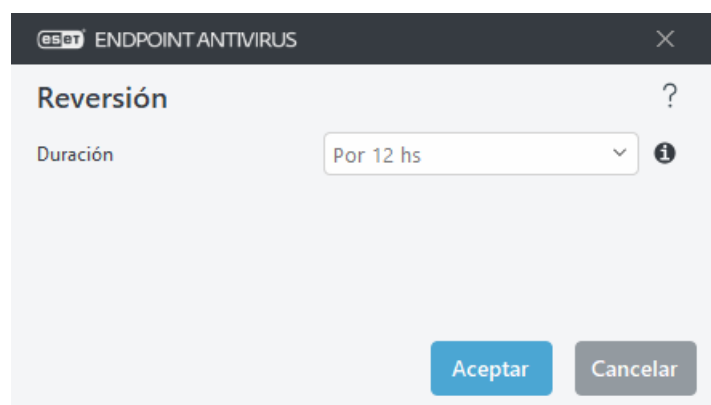 eset ENDPOINT ANTIVIRUS
Reversión
?
Duración
Por 12 hs
Aceptar
Cancelar